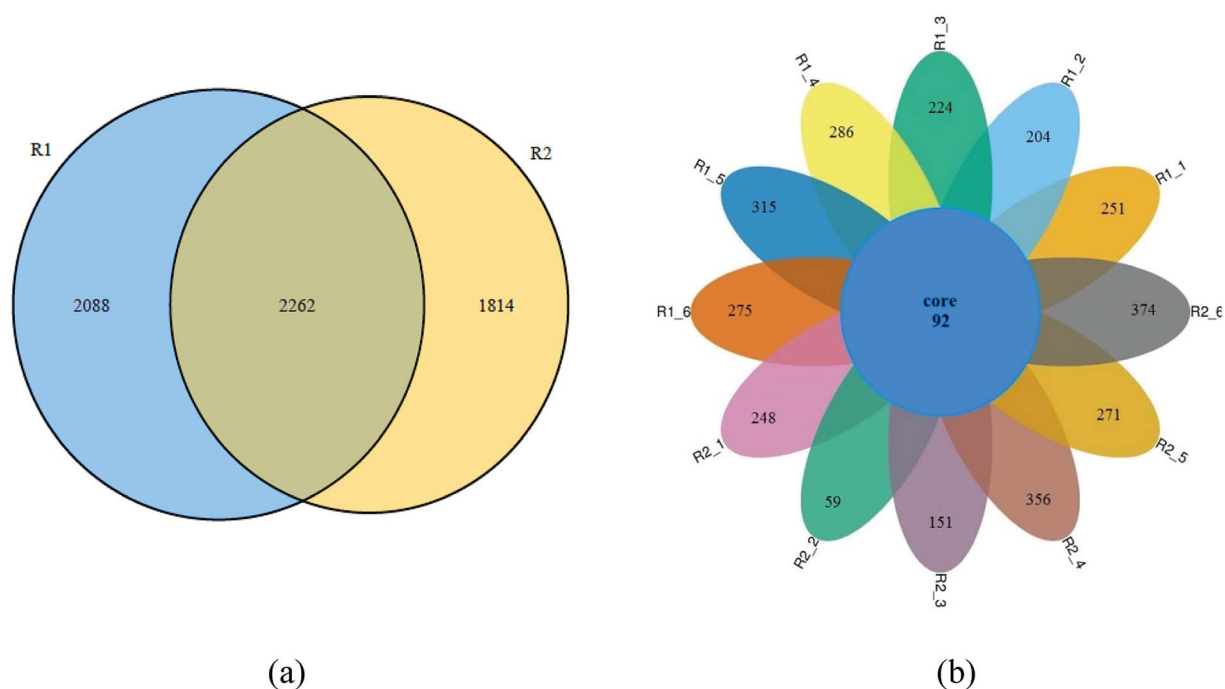 R1
R2
2088
2262
1814
(a)
R1_3
R1_2
R1_4
224
204
286
R1_1
R1_5
251
315
R1_6
275
core
92
374
R2_6
248
271
R2_1
R2_5
59
151
356
R2_2
R2_3
R2_4
(b)